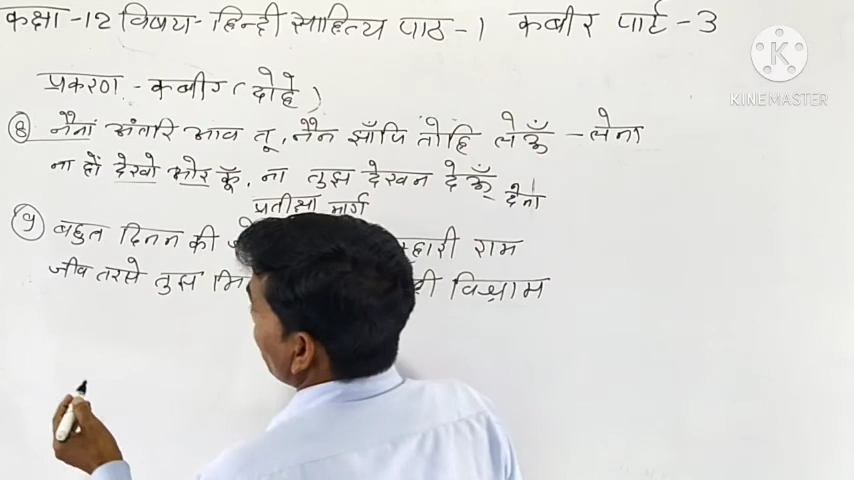 कक्षा -12 विषय- हिन्दी साहित्य पाठ -1 कबीर पार्ट -3
प्रकरण - कबीर (दोहे)
8 नैनां अंतरि आव तू, नैन झाँपि तोहि लेऊँ - लेना
ना हौं देखो और कूँ, ना तुझ देखन देऊँ देना
प्रतीक्षा मार्ग
9 बहुत दिनन की राम
जीव तरसे तुझ विश्राम
K
KINEMASTER